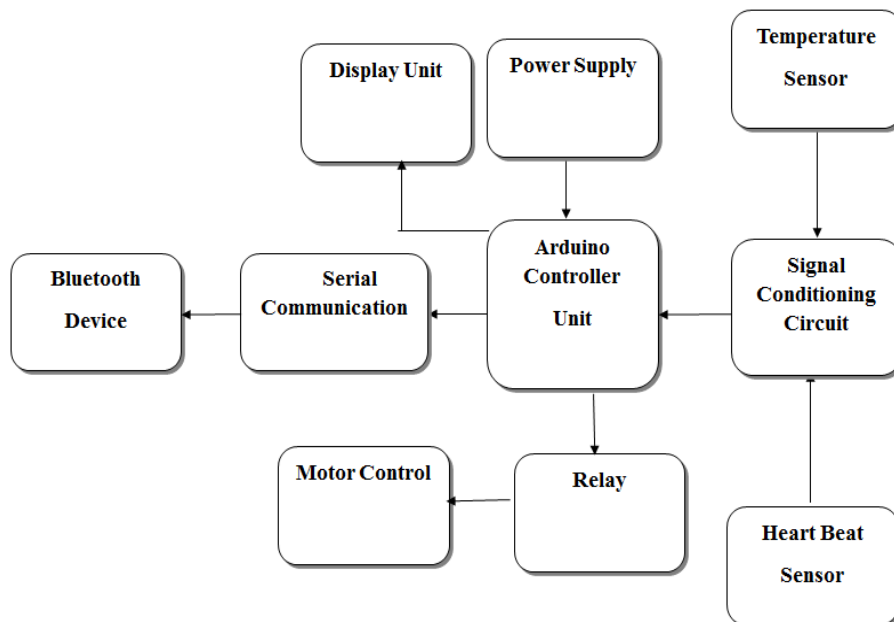 Temperature
Sensor
Display Unit
Power Supply
Bluetooth
Device
Serial
Communication
Arduino
Controller
Unit
Signal
Conditioning
Circuit
Motor Control
Relay
Heart Beat
Sensor